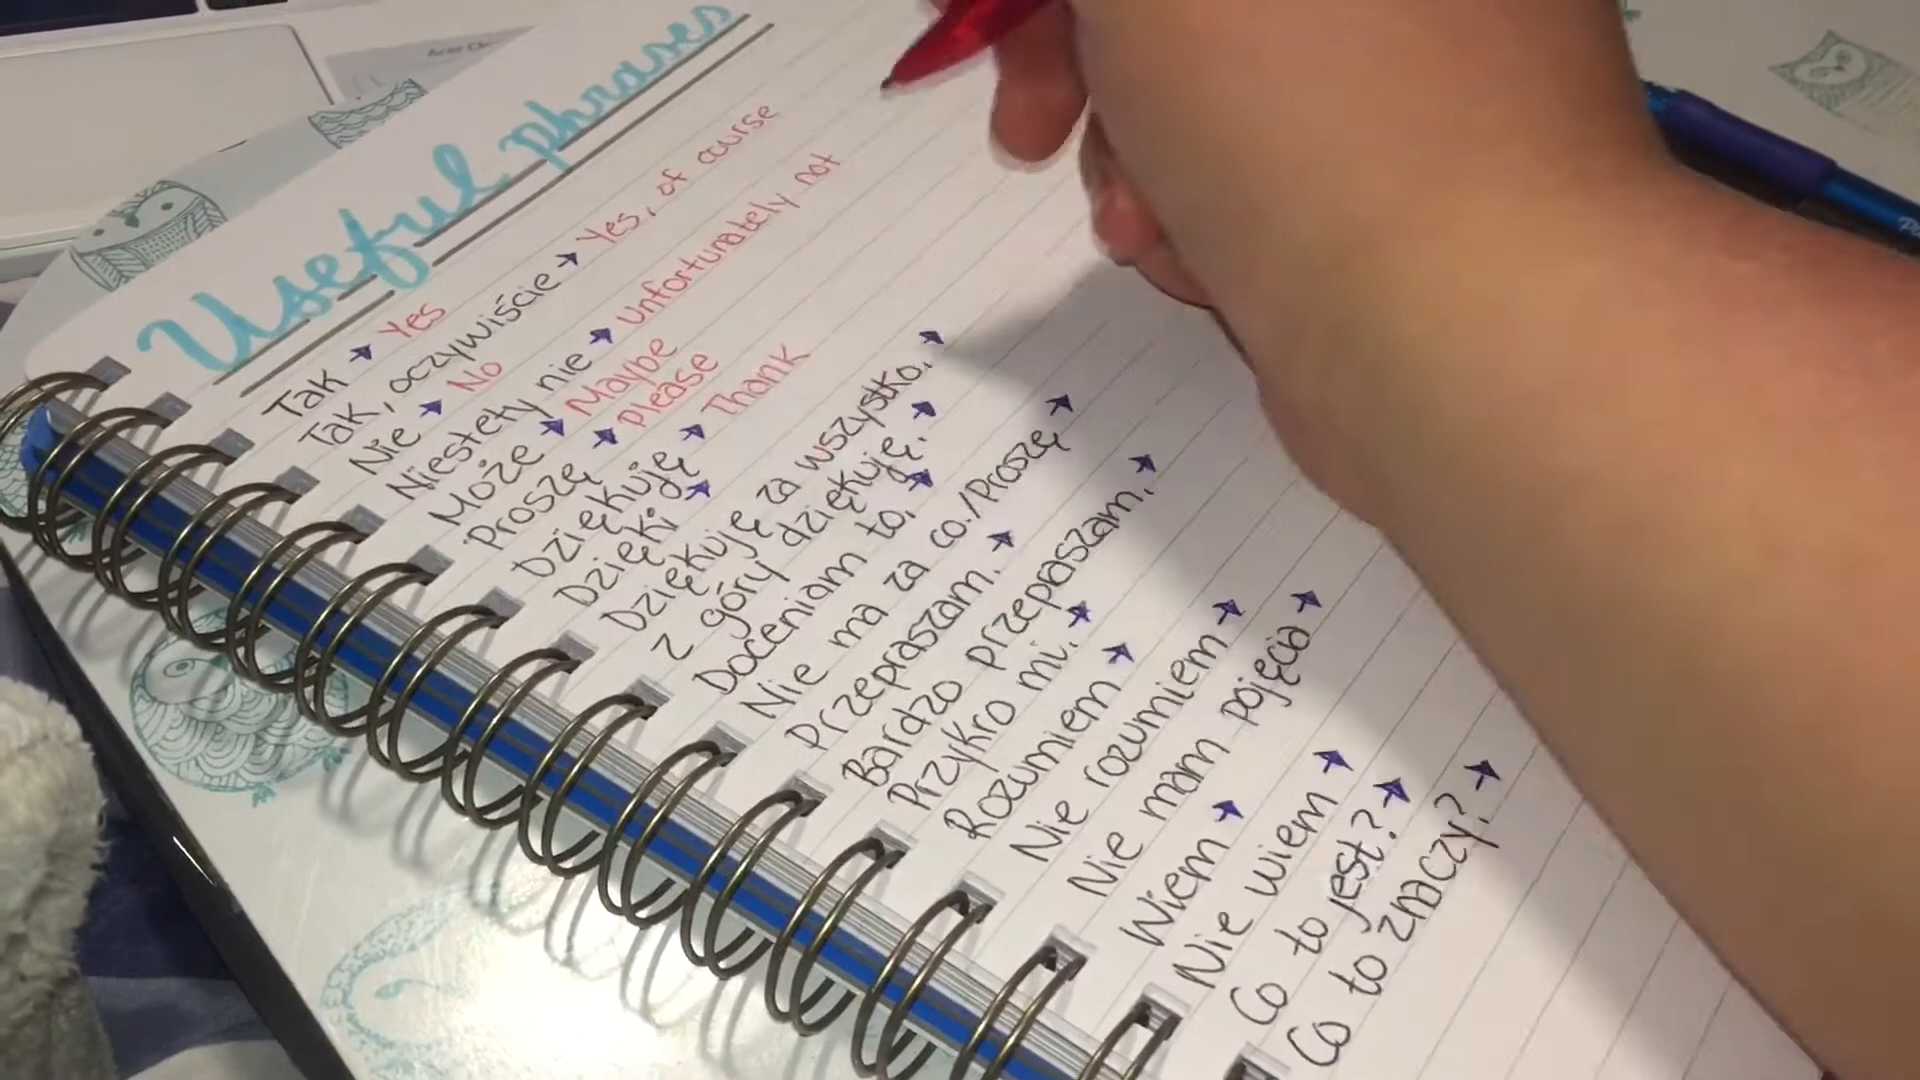 Useful phrases
Tak → Yes
Tak, oczywiście → Yes, of course
Nie → No
Niestety nie → unfortunately not
Może → Maybe
Proszę → please
Dziękuję → Thank
Dzięki →
Dziękuję za wszystko. →
Z góry dziękuję. →
Doceniam to. →
Nie ma za co./Proszę →
Przepraszam. →
Bardzo przepraszam. →
Przykro mi. →
Rozumiem →
Nie rozumiem →
Nie mam pojęcia →
Wiem →
Nie wiem →
Co to jest? →
Co to znaczy? →